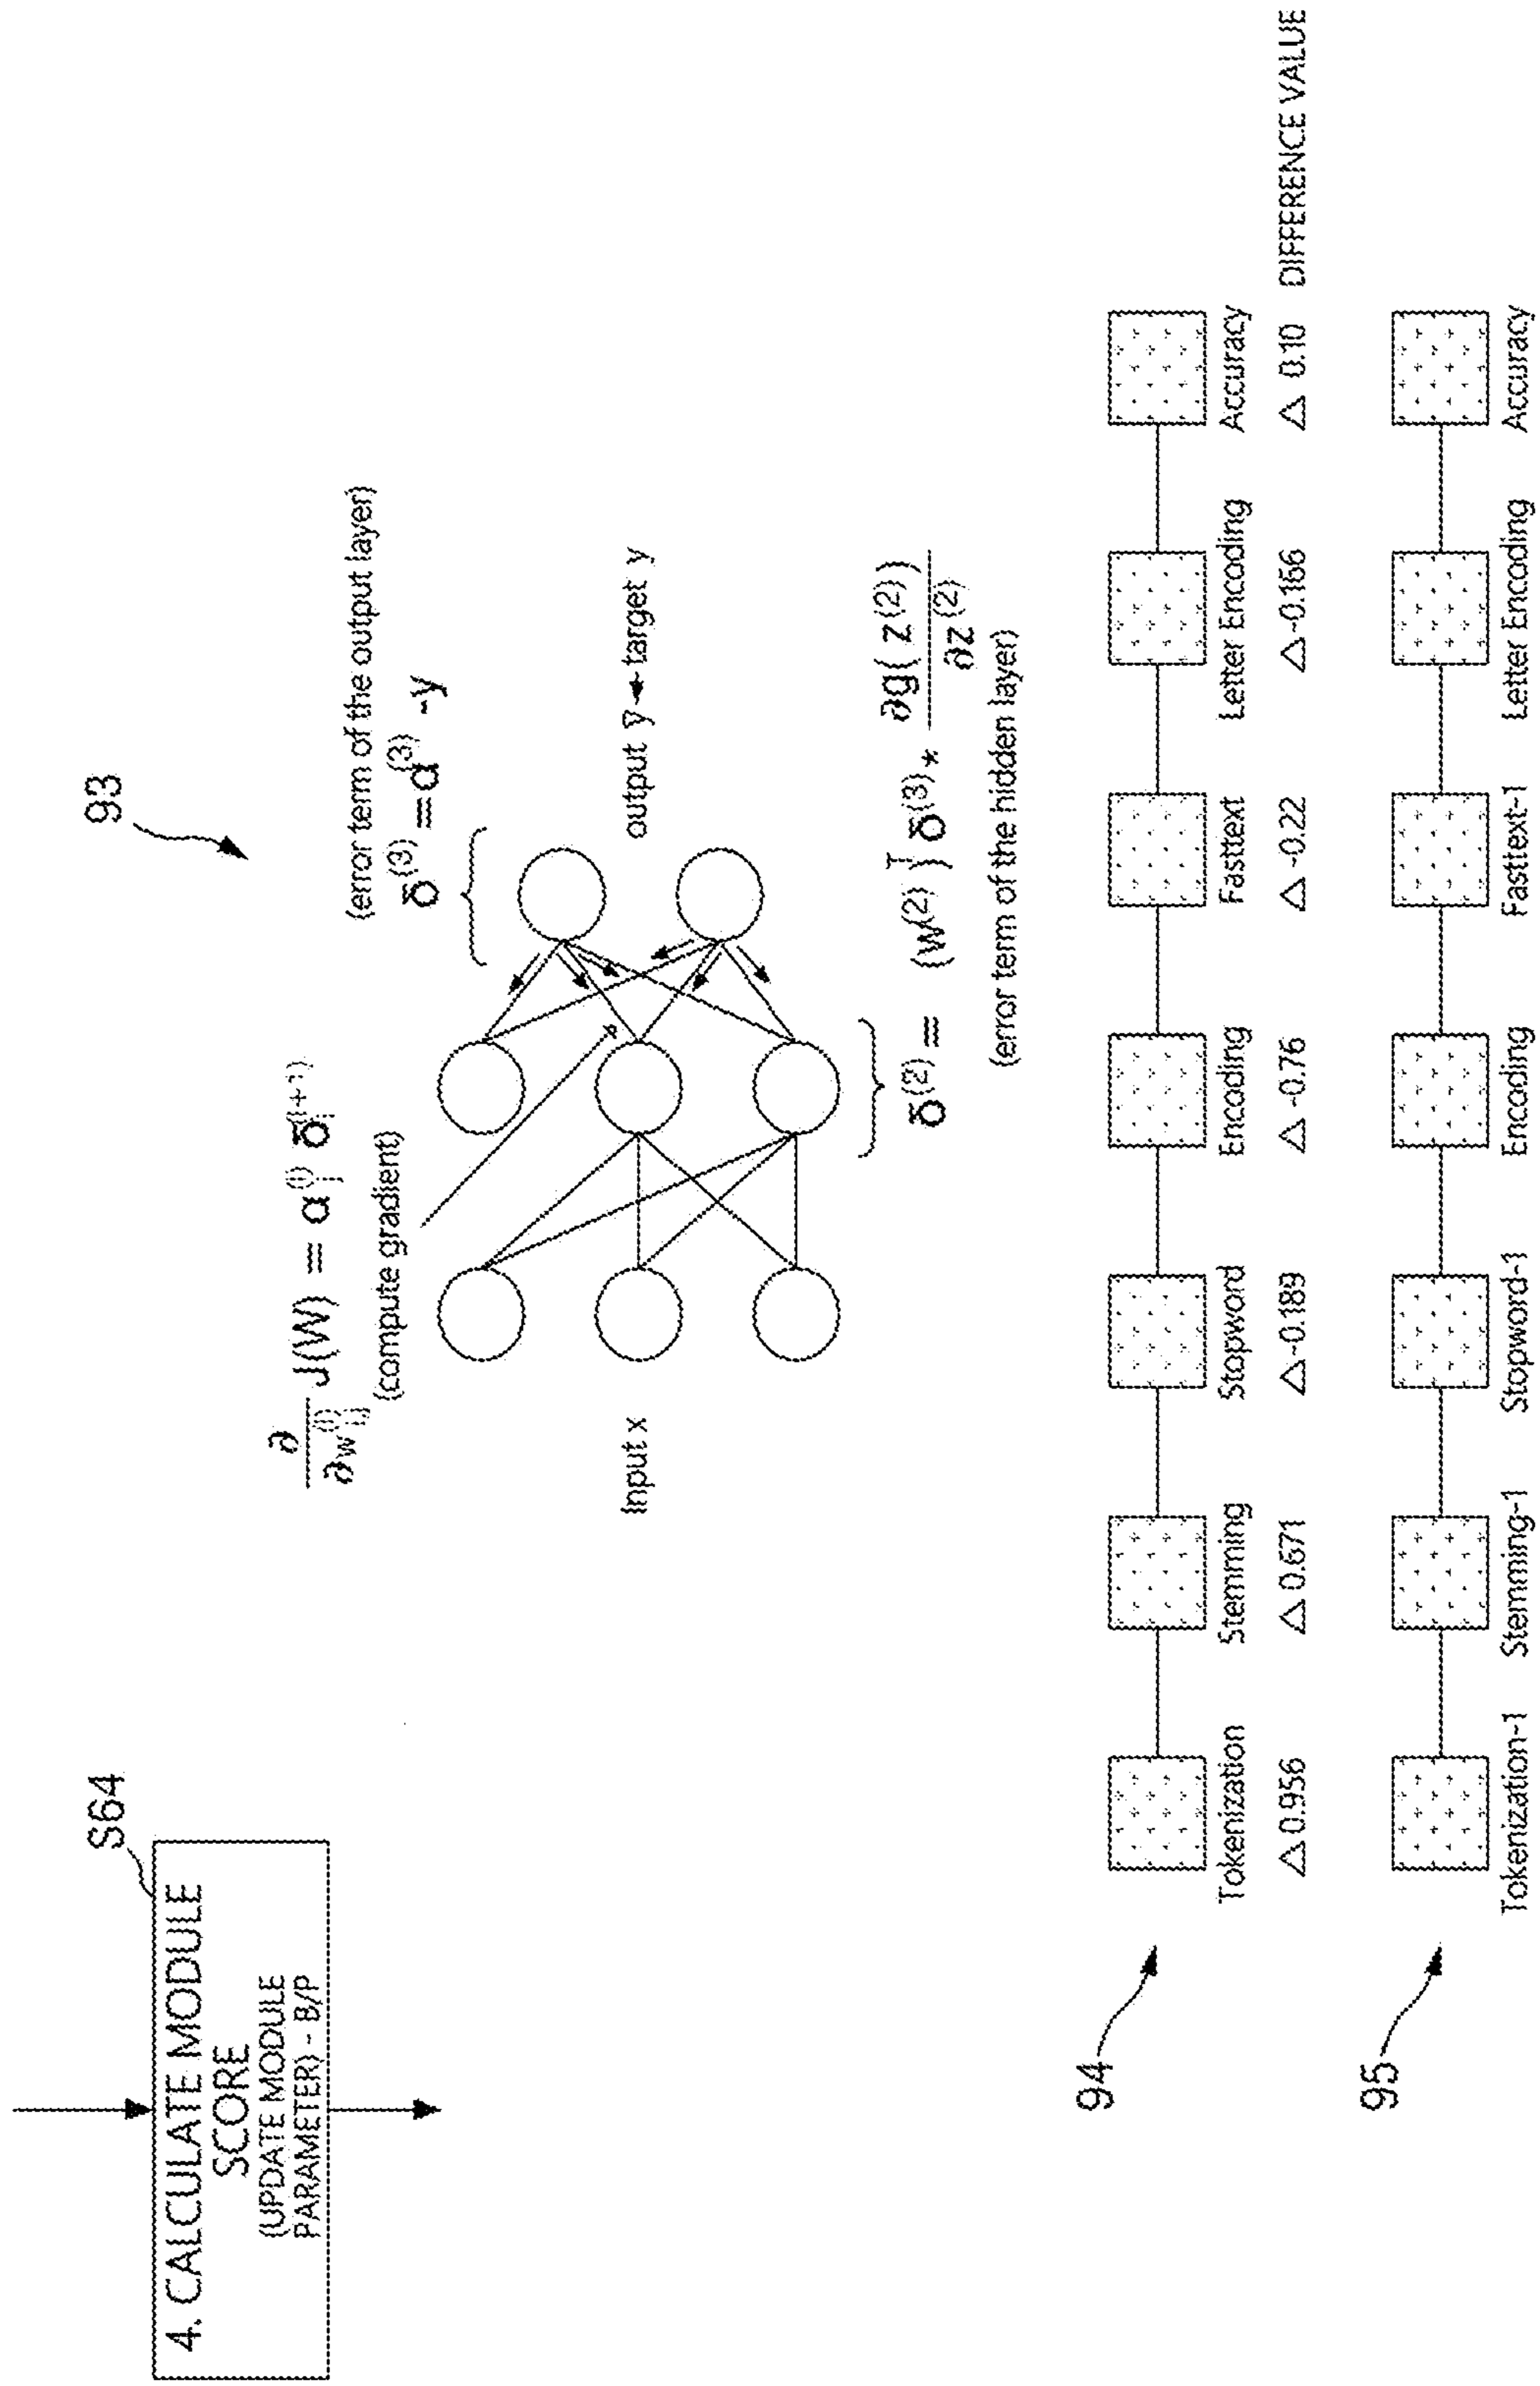 S64
4. CALCULATE MODULE
SCORE
(UPDATE MODULE
PARAMETER) - B/P
93
∂/∂w_ij^(l) J(W) = α_j^(l) δ_i^(l+1)
(compute gradient)
(error term of the output layer)
δ^(3) = α^(3) -y
Input x
output ȳ target y
δ^(2) = (W^(2))^T δ^(3) * ∂g( z^(2) ) / ∂z^(2)
(error term of the hidden layer)
94
Tokenization Stemming Stopword Encoding Fasttext Letter Encoding Accuracy
△0.956 △ 0.671 △-0.189 △ -0.76 △ -0.22 △-0.166 △ 0.10 DIFFERENCE VALUE
95
Tokenization-1 Stemming-1 Stopword-1 Encoding Fasttext-1 Letter Encoding Accuracy